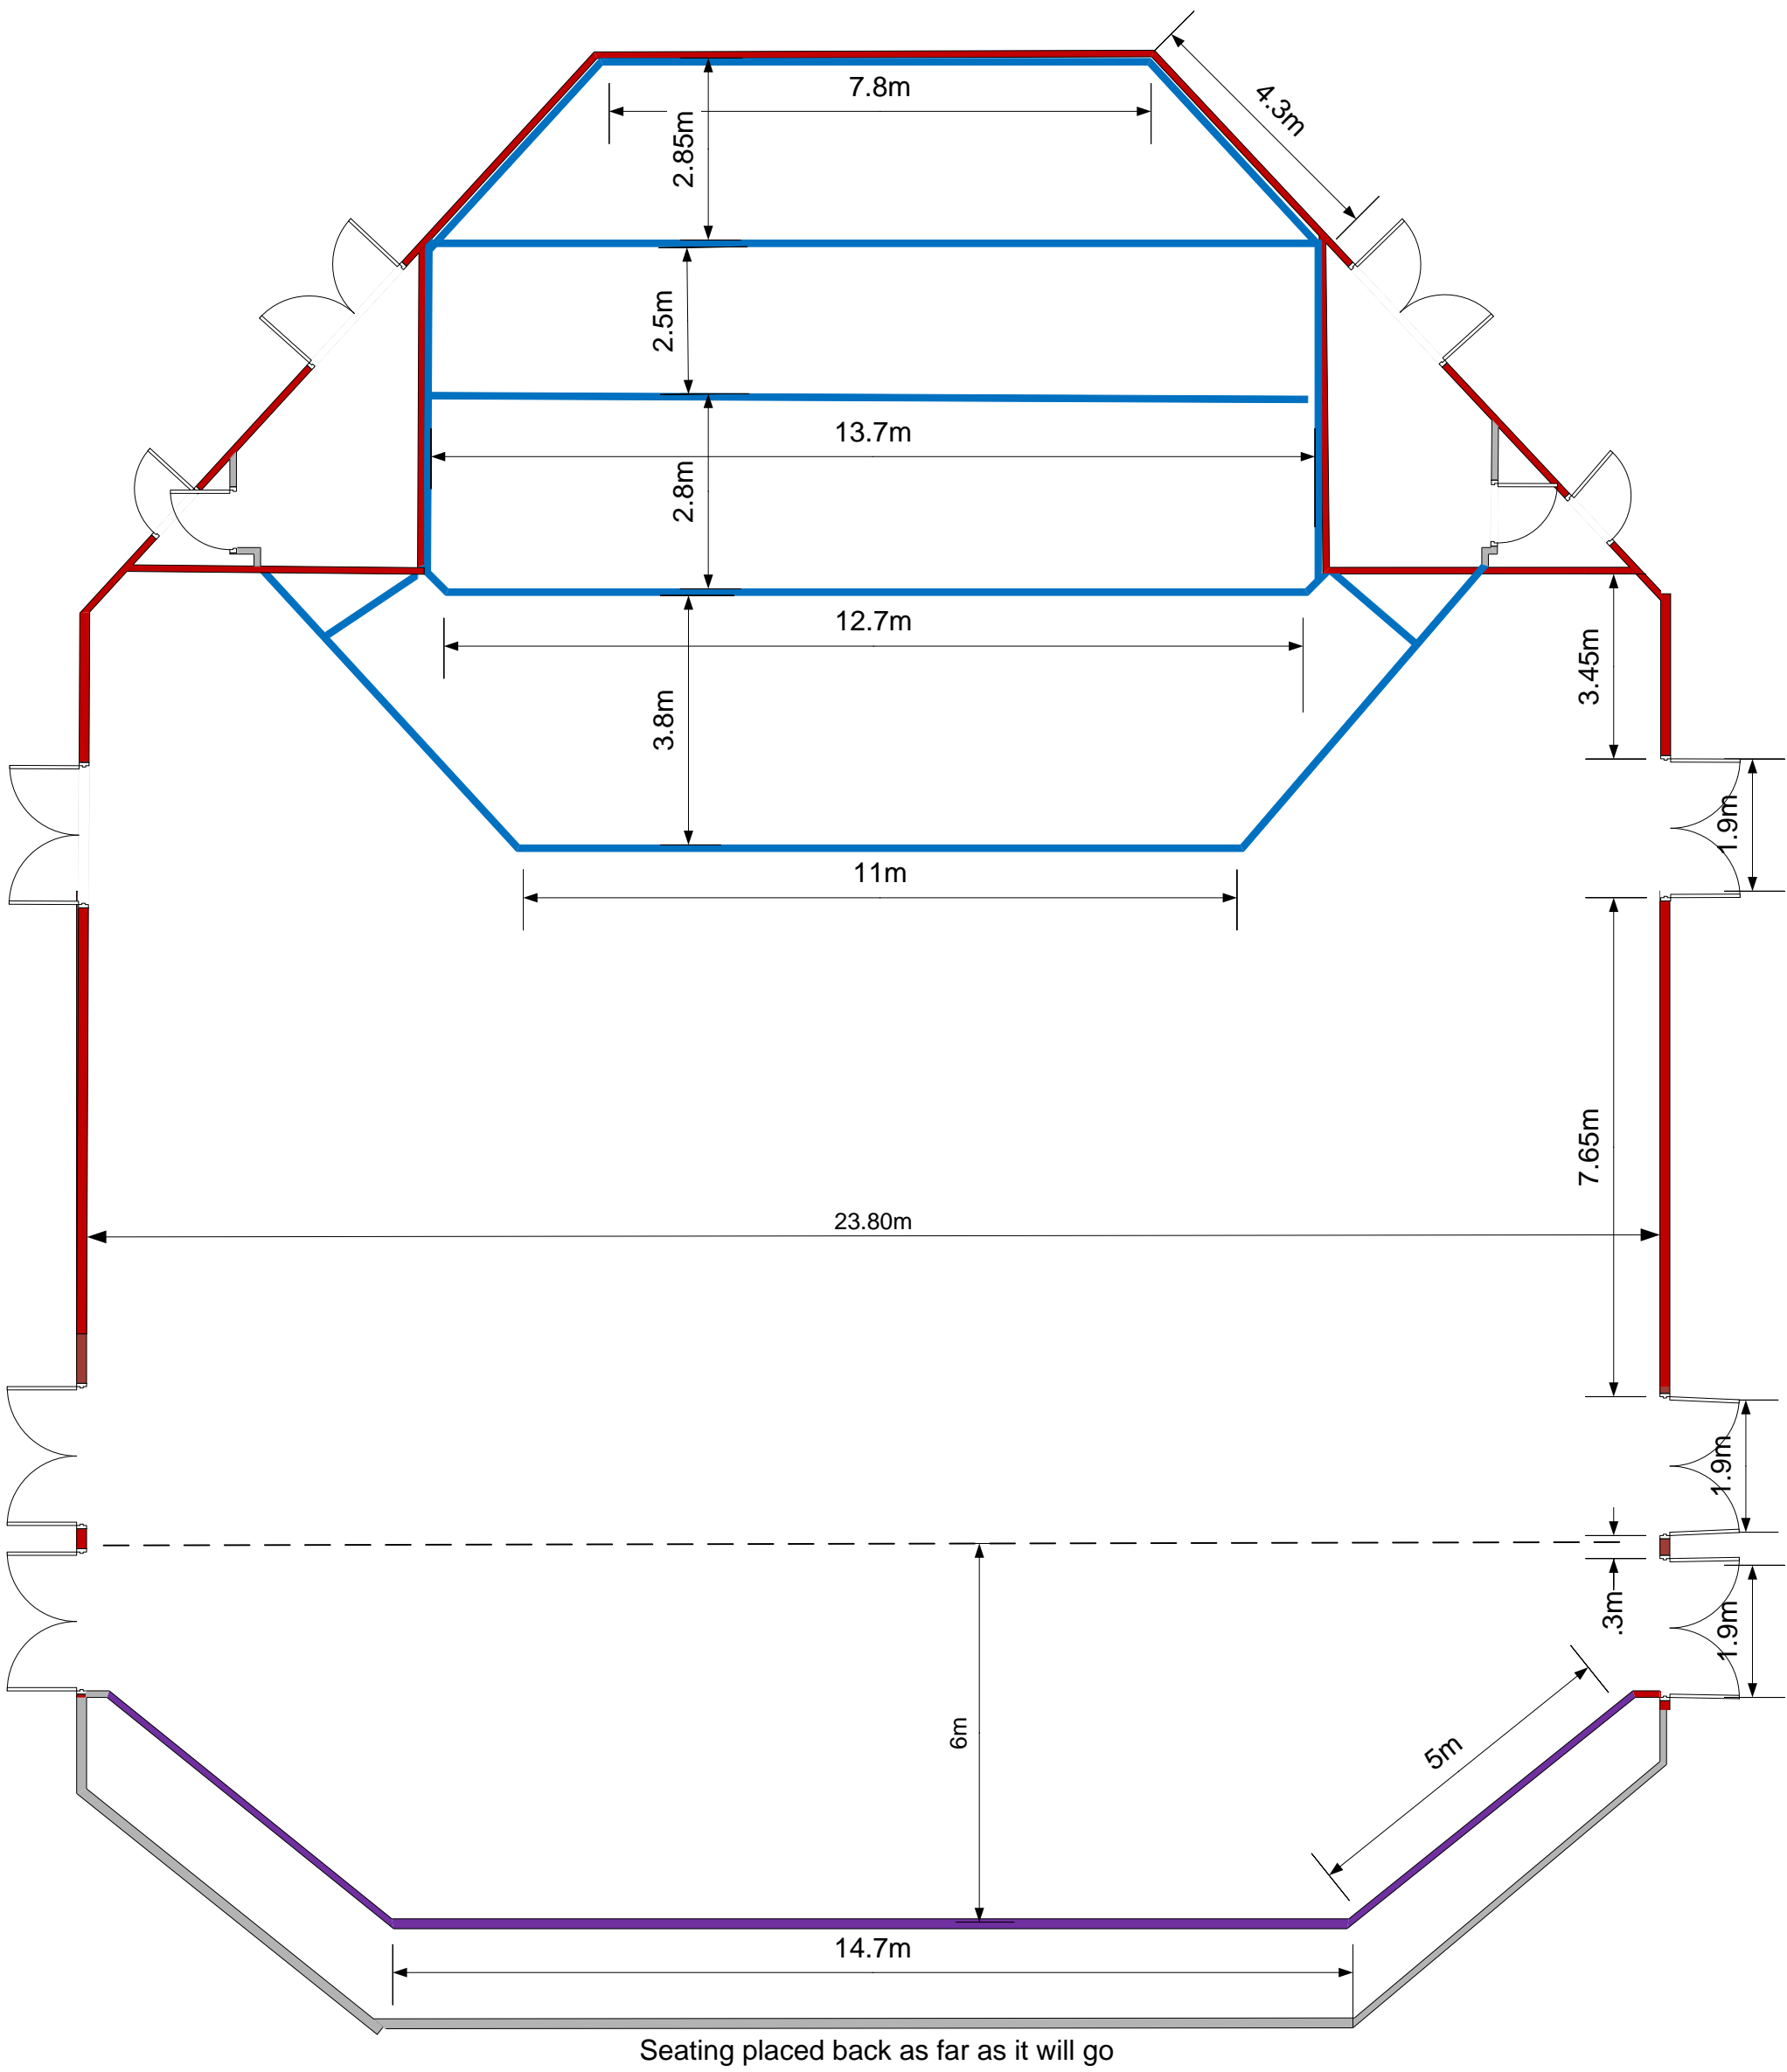 7.8m
4.3m
2.85m
2.5m
13.7m
2.8m
12.7m
3.45m
3.8m
1.9m
11m
7.65m
23.80m
1.9m
.3m
1.9m
6m
5m
14.7m
Seating placed back as far as it will go